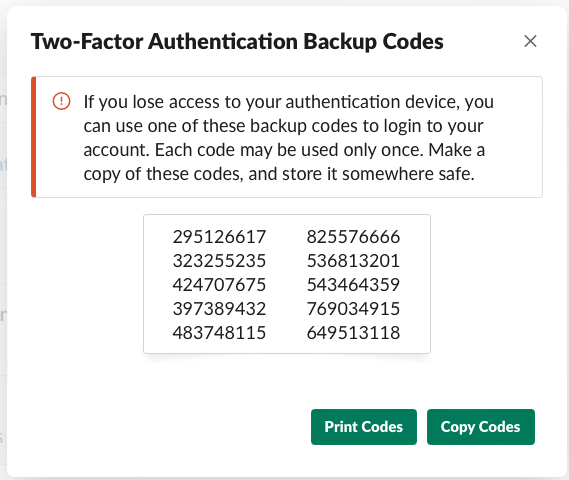 Two-Factor Authentication Backup Codes
If you lose access to your authentication device, you
can use one of these backup codes to login to your
account. Each code may be used only once. Make a
copy of these codes, and store it somewhere safe.
295126617 825576666
323255235 536813201
424707675 543464359
397389432 769034915
483748115 649513118
Print Codes Copy Codes